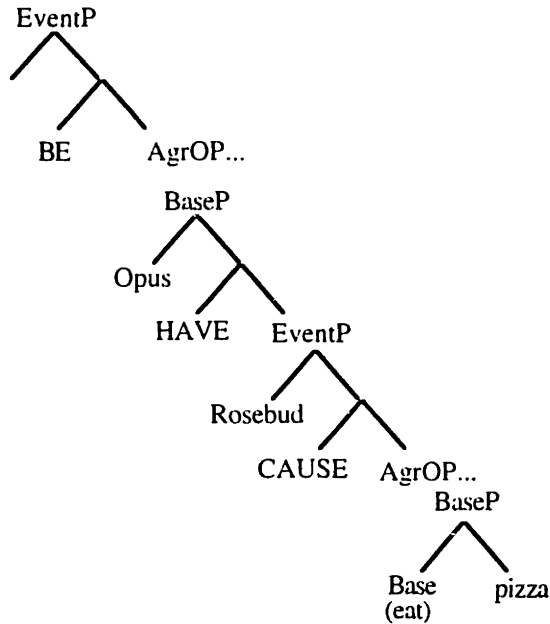 EventP
BE AgrOP...
BaseP
Opus
HAVE EventP
Rosebud
CAUSE AgrOP...
BaseP
Base pizza
(eat)